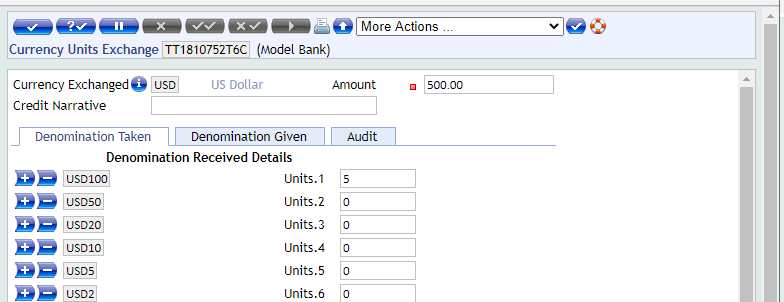 More Actions ...
Currency Units Exchange TT1810752T6C (Model Bank)
Currency Exchanged USD US Dollar Amount 500.00
Credit Narrative
Denomination Taken Denomination Given Audit
Denomination Received Details
USD100 Units.1 5
USD50 Units.2 0
USD20 Units.3 0
USD10 Units.4 0
USD5 Units.5 0
USD2 Units.6 0